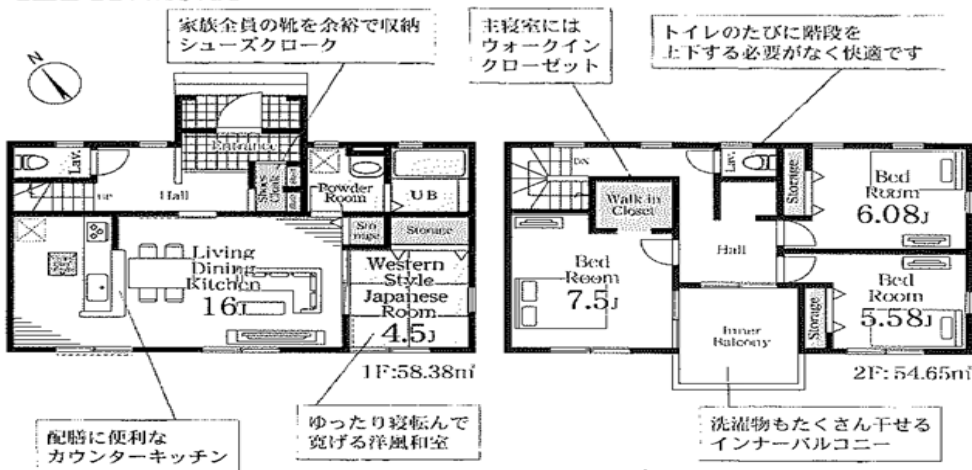 家族全員の靴を余裕で収納
シューズクローク
主寝室には
ウォークイン
クローゼット
トイレのたびに階段を
上下する必要がなく快適です
N
Entrance
Lav.
UP
Hall
Shoes
Cloak
Powder
Room
UB
Sto
rage
Storage
Living
Dining
Kitchen
16J
Western
Style
Japanese
Room
4.5J
1F:58.38㎡
DN
Lav.
Storage
Bed
Room
6.08J
Walk in
Closet
Hall
Bed
Room
7.5J
Bed
Room
5.58J
Storage
Inner
Balcony
2F:54.65㎡
配膳に便利な
カウンターキッチン
ゆったり寝転んで
寛げる洋風和室
洗濯物もたくさん干せる
インナーバルコニー